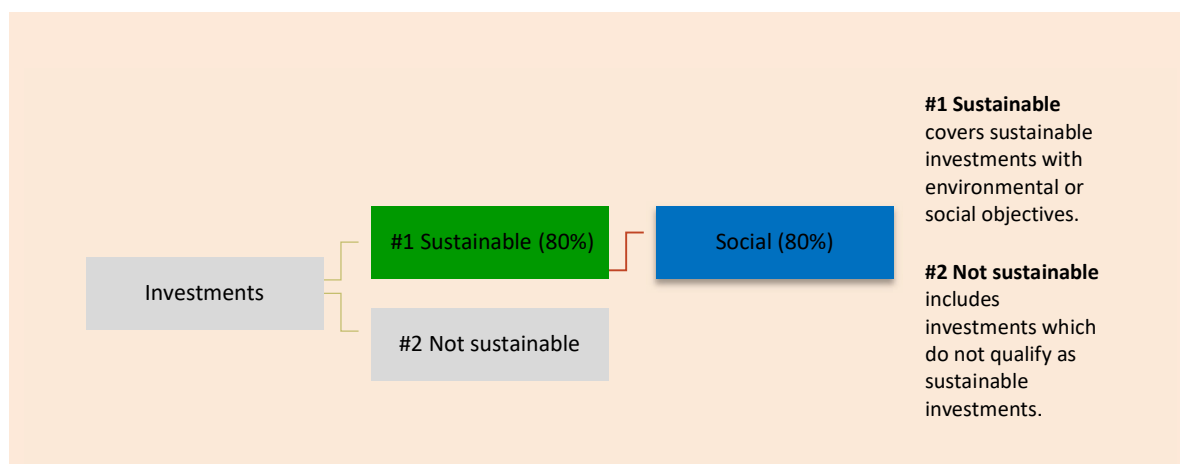 Investments
#1 Sustainable (80%)
#2 Not sustainable
Social (80%)
#1 Sustainable
covers sustainable
investments with
environmental or
social objectives.
#2 Not sustainable
includes
investments which
do not qualify as
sustainable
investments.